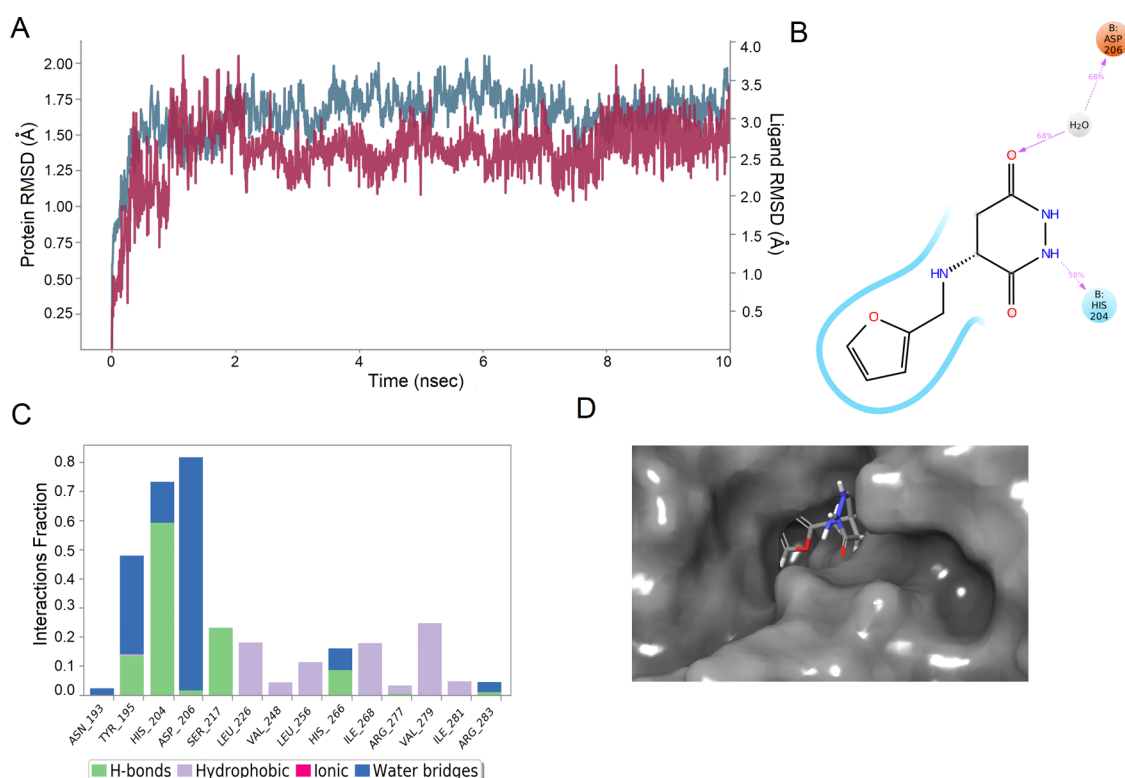 A
Protein RMSD (Å)
2.00
1.75
1.50
1.25
1.00
0.75
0.50
0.25
4.0
3.5
3.0
2.5
2.0
1.5
1.0
0.5
Ligand RMSD (Å)
0
2
4
6
8
10
Time (nsec)
B
B:
ASP
206
68%
H₂O
68%
O
NH
NH
HN
O
O
58%
B:
HIS
204
C
Interactions Fraction
0.8
0.7
0.6
0.5
0.4
0.3
0.2
0.1
0.0
ASN_193
TYR_195
HIS_204
ASP_206
SER_217
LEU_226
VAL_248
LEU_256
HIS_266
ILE_268
ARG_277
VAL_279
ILE_281
ARG_283
H-bonds
Hydrophobic
Ionic
Water bridges
D